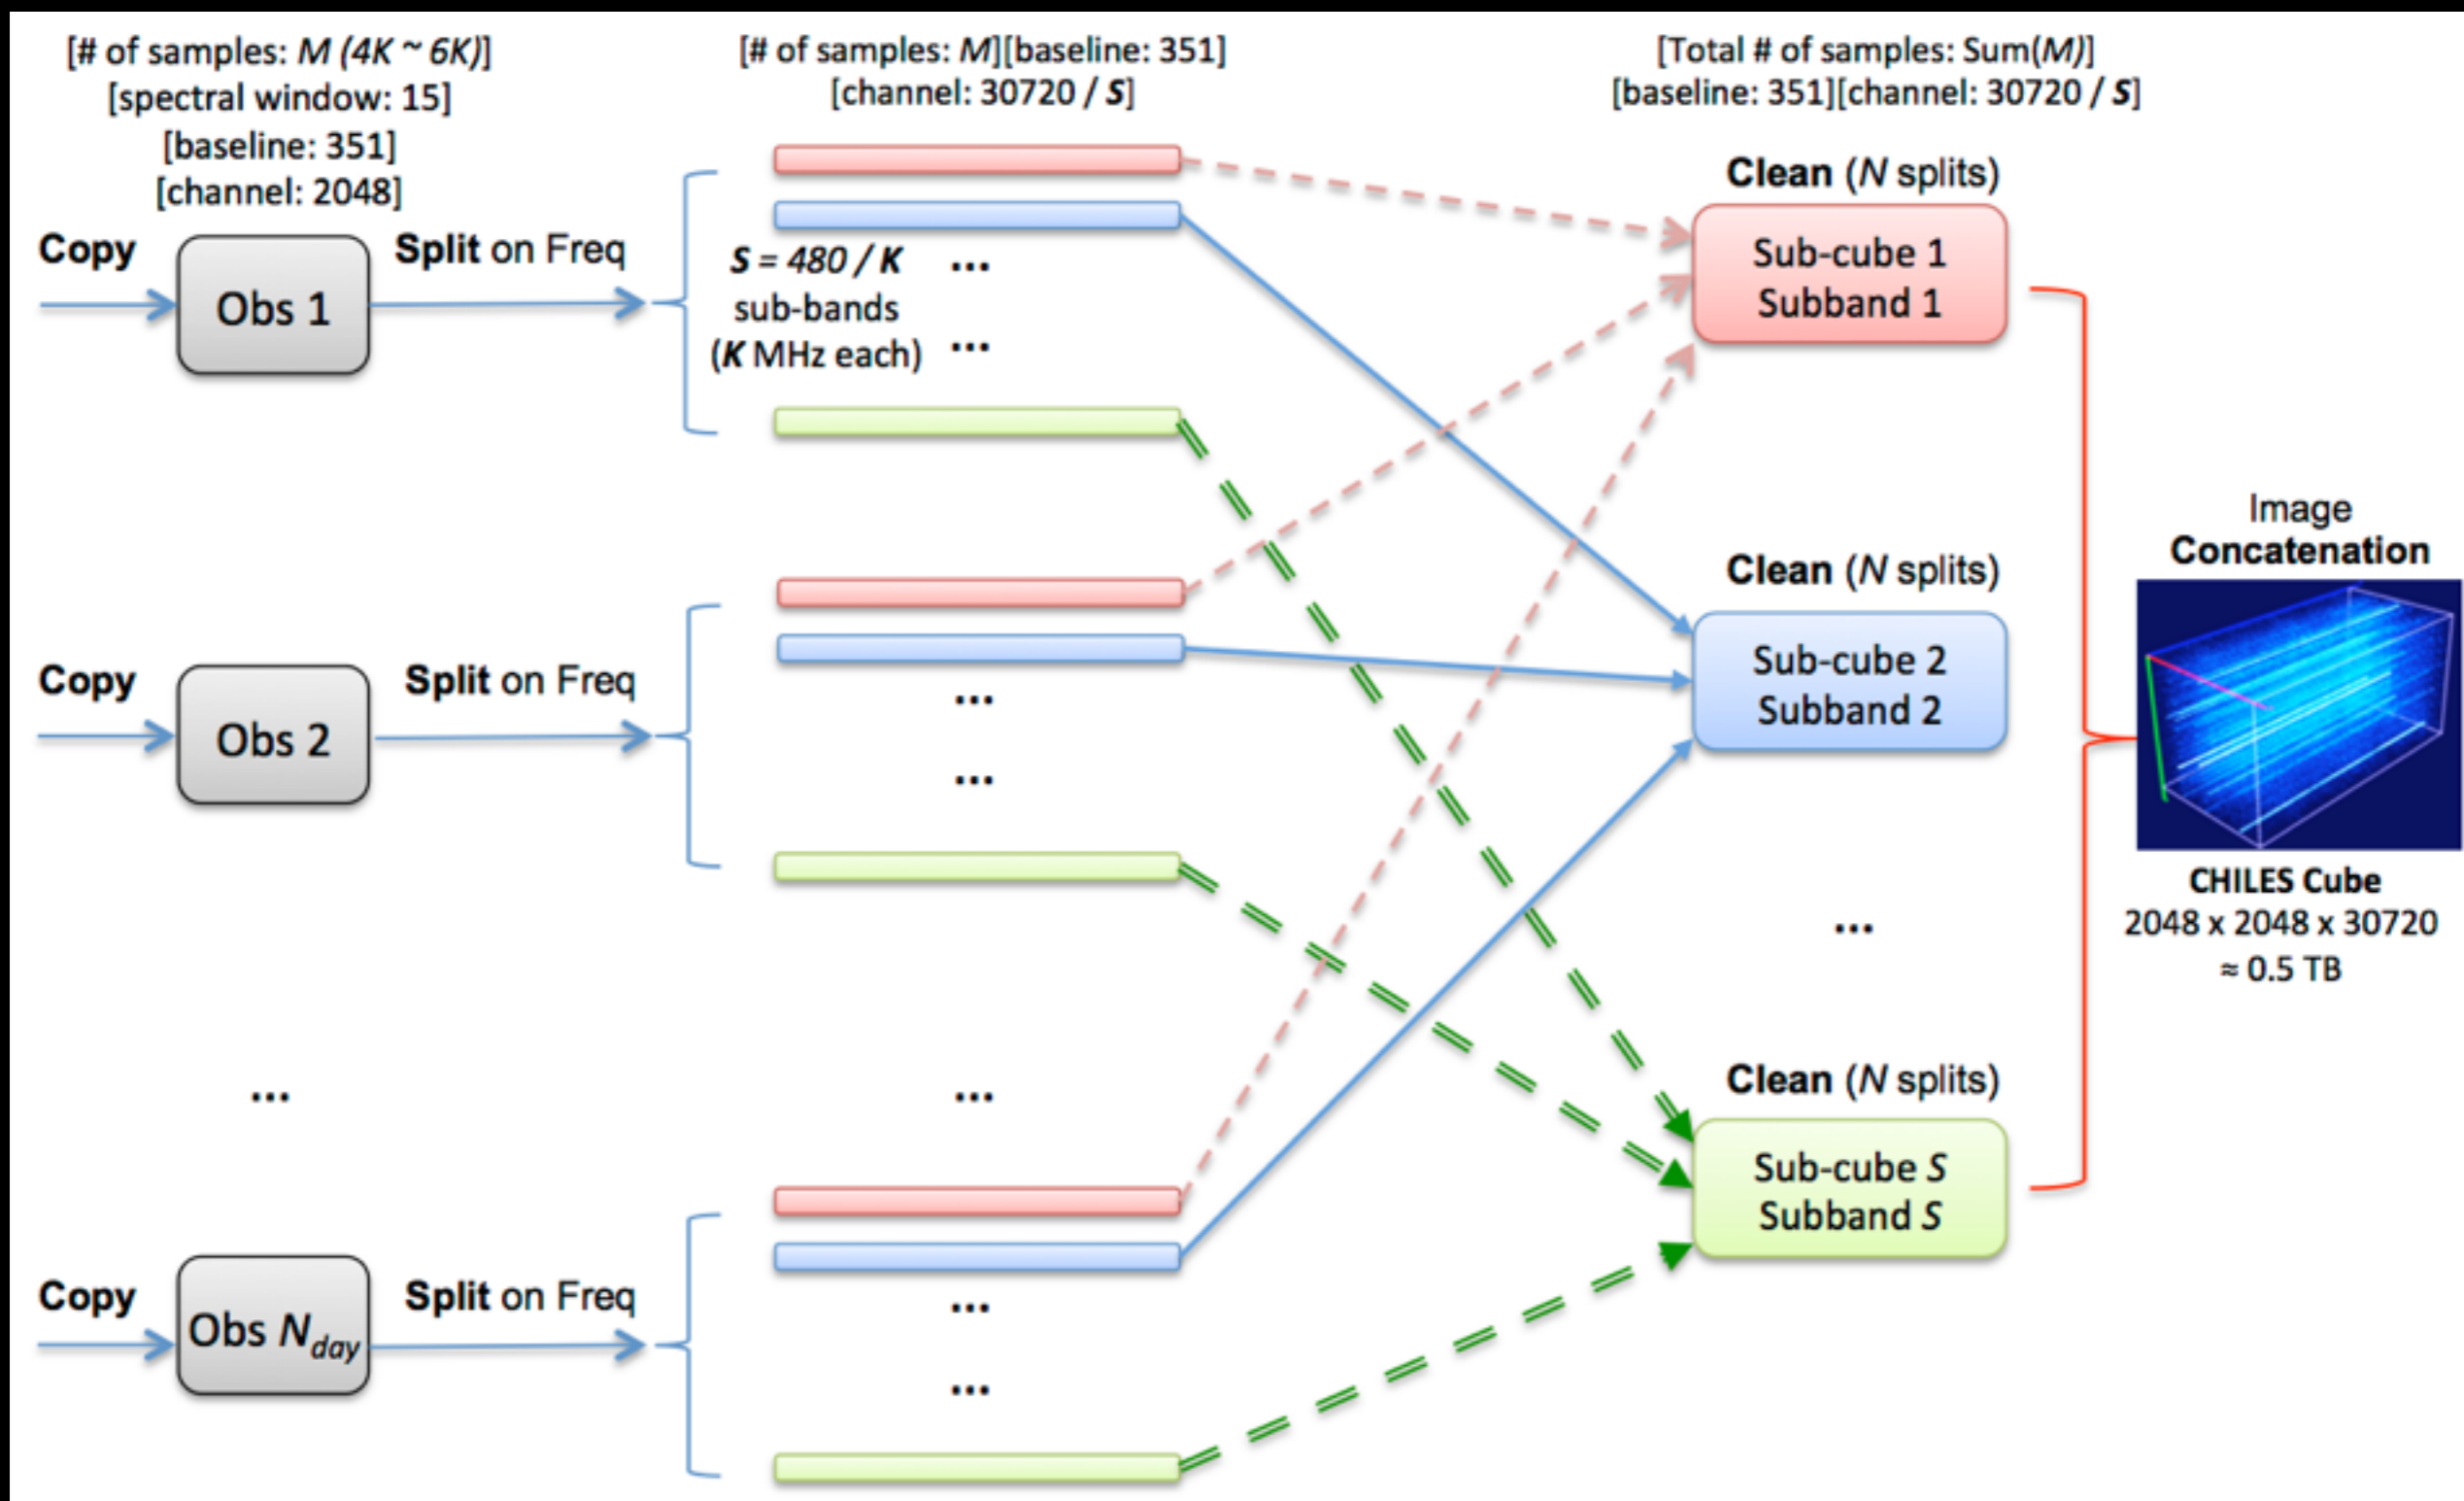 [# of samples: M (4K ~ 6K)]
[spectral window: 15]
[baseline: 351]
[channel: 2048]
[# of samples: M][baseline: 351]
[channel: 30720 / S]
[Total # of samples: Sum(M)]
[baseline: 351][channel: 30720 / S]
Copy
Obs 1
Split on Freq
S = 480 / K
sub-bands
(K MHz each)
...
...
Clean (N splits)
Sub-cube 1
Subband 1
Copy
Obs 2
Split on Freq
...
...
Clean (N splits)
Sub-cube 2
Subband 2
Image
Concatenation
CHILES Cube
2048 x 2048 x 30720
≈ 0.5 TB
...
...
...
Clean (N splits)
Sub-cube S
Subband S
Copy
Obs Nday
Split on Freq
...
...